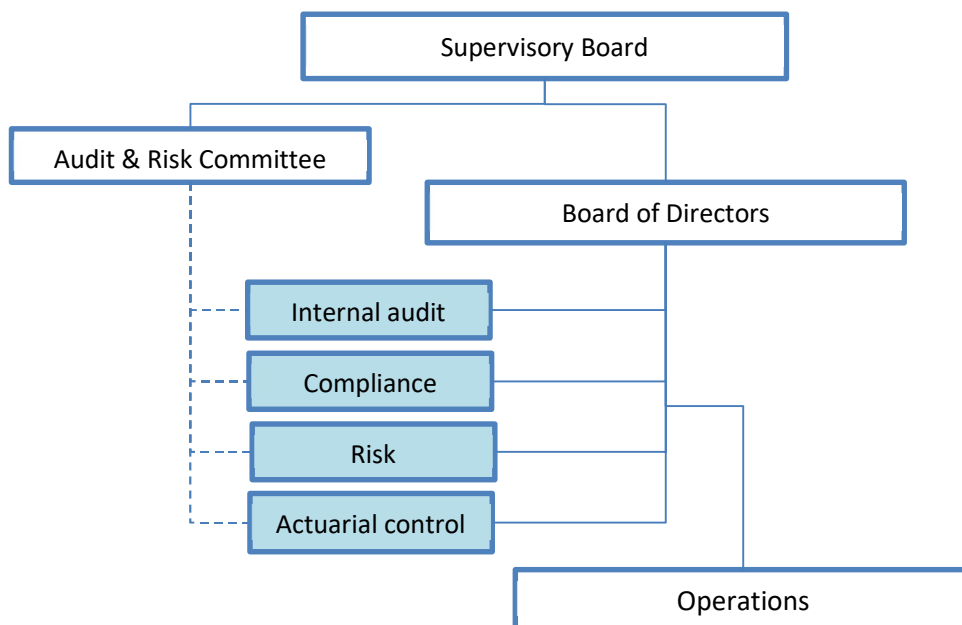 Supervisory Board
Audit & Risk Committee
Board of Directors
Internal audit
Compliance
Risk
Actuarial control
Operations